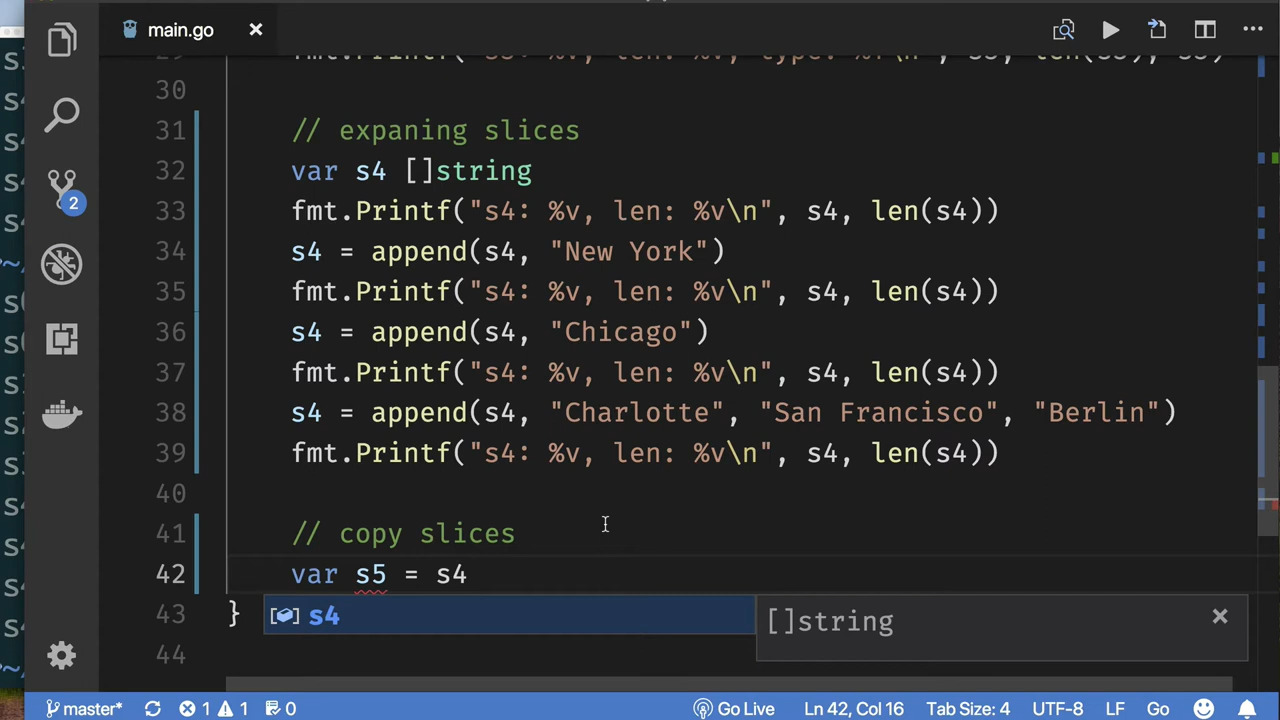 main.go
30
31 // expaning slices
32 var s4 []string
33 fmt.Printf("s4: %v, len: %v\n", s4, len(s4))
34 s4 = append(s4, "New York")
35 fmt.Printf("s4: %v, len: %v\n", s4, len(s4))
36 s4 = append(s4, "Chicago")
37 fmt.Printf("s4: %v, len: %v\n", s4, len(s4))
38 s4 = append(s4, "Charlotte", "San Francisco", "Berlin")
39 fmt.Printf("s4: %v, len: %v\n", s4, len(s4))
40
41 // copy slices
42 var s5 = s4
43 }
s4 []string
44
2
master* 1 1 0 Go Live Ln 42, Col 16 Tab Size: 4 UTF-8 LF Go